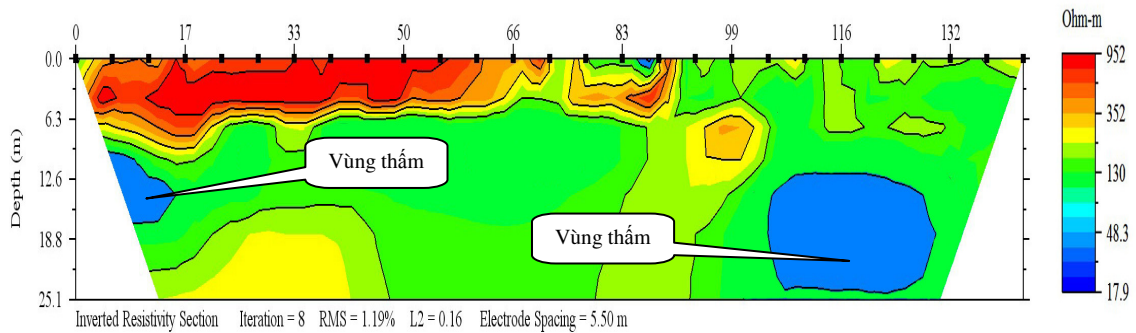 0 17 33 50 66 83 99 116 132
Ohm-m
0.0
6.3
12.6
18.8
25.1
Depth (m)
Vùng thấm
Vùng thấm
952
352
130
48.3
17.9
Inverted Resistivity Section Iteration = 8 RMS = 1.19% L2 = 0.16 Electrode Spacing = 5.50 m